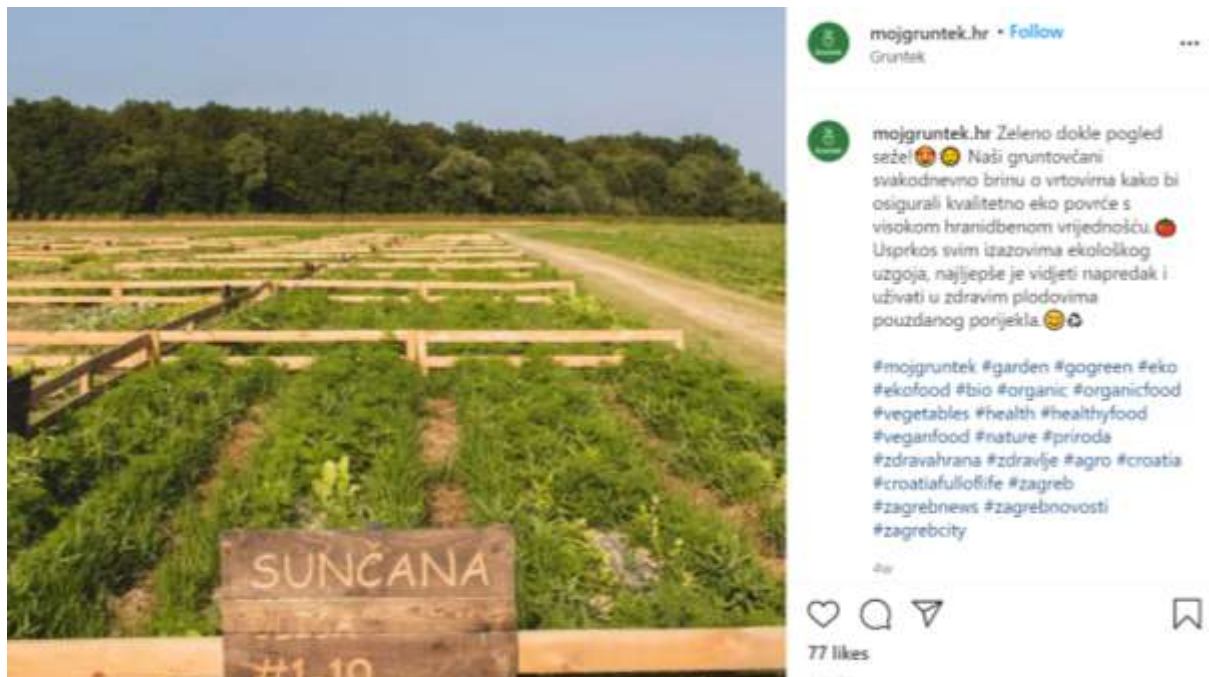 SUNČANA
#1-19
mojgruntek.hr • Follow
Gruntek
mojgruntek.hr Zeleno dokle pogled
seže! Naši gruntovčani
svakodnevno brinu o vrtovima kako bi
osigurali kvalitetno eko povrće s
visokom hranidbenom vrijednošću.
Usprkos svim izazovima ekološkog
uzgoja, najljepše je vidjeti napredak i
uživati u zdravim plodovima
pouzdanog porijekla.
#mojgruntek #garden #gogreen #eko
#ekofood #bio #organic #organicfood
#vegetables #health #healthyfood
#veganfood #nature #priroda
#zdravahrana #zdravlje #agro #croatia
#croatiafulloflife #zagreb
#zagrebnews #zagrebnovosti
#zagrebcity
77 likes